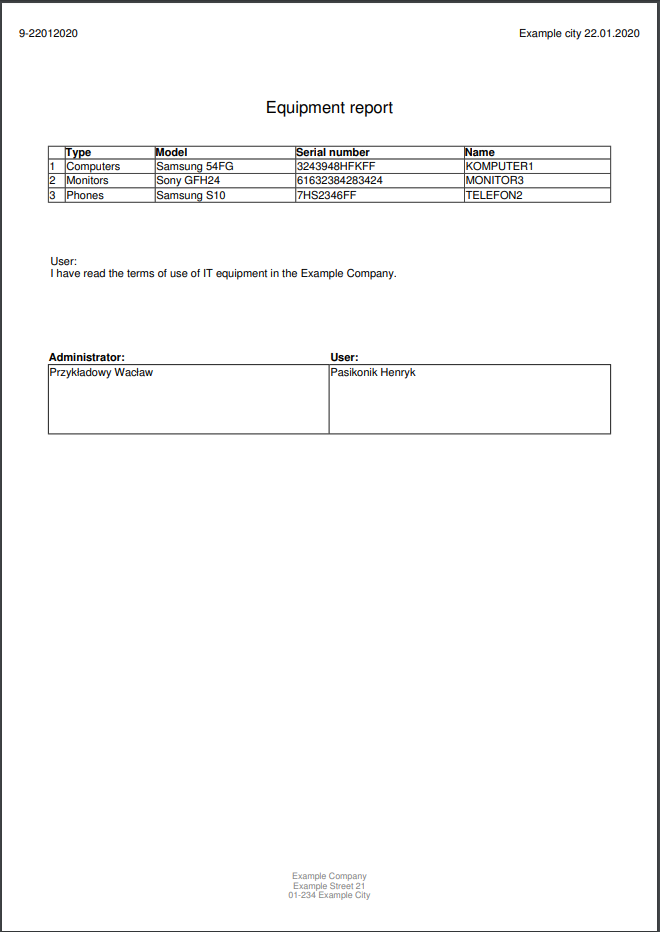 9-22012020 Example city 22.01.2020
Equipment report
Type Model Serial number Name
1 Computers Samsung 54FG 3243948HFKFF KOMPUTER1
2 Monitors Sony GFH24 61632384283424 MONITOR3
3 Phones Samsung S10 7HS2346FF TELEFON2
User:
I have read the terms of use of IT equipment in the Example Company.
Administrator: User:
Przykładowy Wacław Pasikonik Henryk
Example Company
Example Street 21
01-234 Example City